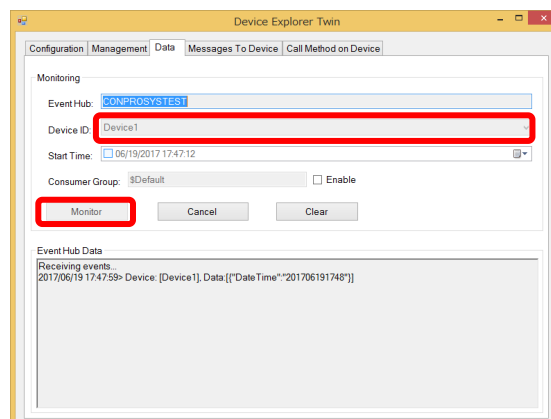 Device Explorer Twin
Configuration Management Data Messages To Device Call Method on Device
Monitoring
Event Hub: CONPROSYSTEST
Device ID: Device1
Start Time: 06/19/2017 17:47:12
Consumer Group: $Default Enable
Monitor Cancel Clear
Event Hub Data
Receiving events...
2017/06/19 17:47:59> Device: [Device1], Data:[{"DateTime":"201706191748"}]